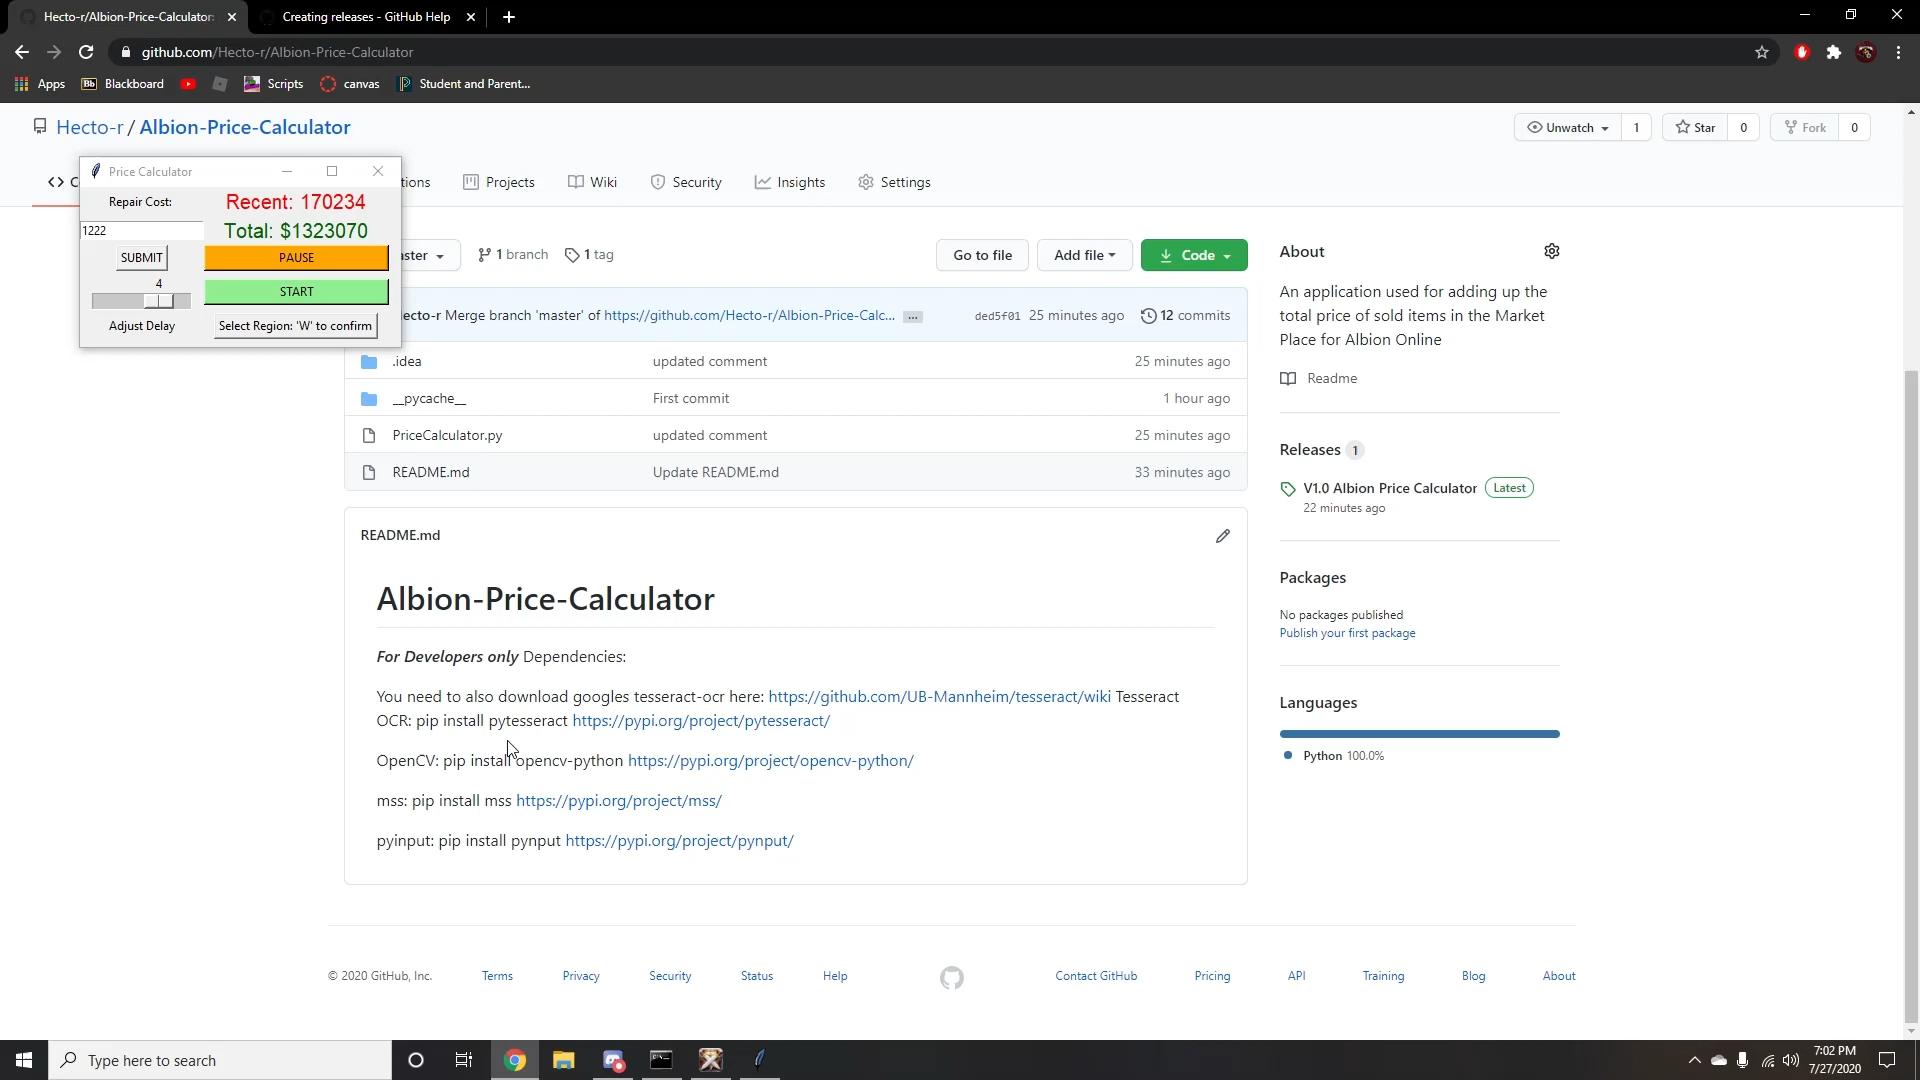 Hecto-r/Albion-Price-Calculator:
Creating releases - GitHub Help
github.com/Hecto-r/Albion-Price-Calculator
Apps
Bb Blackboard
Scripts
canvas
Student and Parent...
Hecto-r / Albion-Price-Calculator
Unwatch 1
Star 0
Fork 0
Price Calculator
Repair Cost:
Recent: 170234
1222
Total: $1323070
SUBMIT
PAUSE
4
START
Adjust Delay
Select Region: 'W' to confirm
<> C
tions
Projects
Wiki
Security
Insights
Settings
aster
1 branch
1 tag
Go to file
Add file
Code
ecto-r Merge branch 'master' of https://github.com/Hecto-r/Albion-Price-Calc... ...
ded5f01 25 minutes ago
12 commits
.idea updated comment 25 minutes ago
__pycache__ First commit 1 hour ago
PriceCalculator.py updated comment 25 minutes ago
README.md Update README.md 33 minutes ago
README.md
Albion-Price-Calculator
For Developers only Dependencies:
You need to also download googles tesseract-ocr here: https://github.com/UB-Mannheim/tesseract/wiki Tesseract
OCR: pip install pytesseract https://pypi.org/project/pytesseract/
OpenCV: pip install opencv-python https://pypi.org/project/opencv-python/
mss: pip install mss https://pypi.org/project/mss/
pyinput: pip install pynput https://pypi.org/project/pynput/
About
An application used for adding up the
total price of sold items in the Market
Place for Albion Online
Readme
Releases 1
V1.0 Albion Price Calculator Latest
22 minutes ago
Packages
No packages published
Publish your first package
Languages
Python 100.0%
© 2020 GitHub, Inc.
Terms
Privacy
Security
Status
Help
Contact GitHub
Pricing
API
Training
Blog
About
Type here to search
7:02 PM
7/27/2020